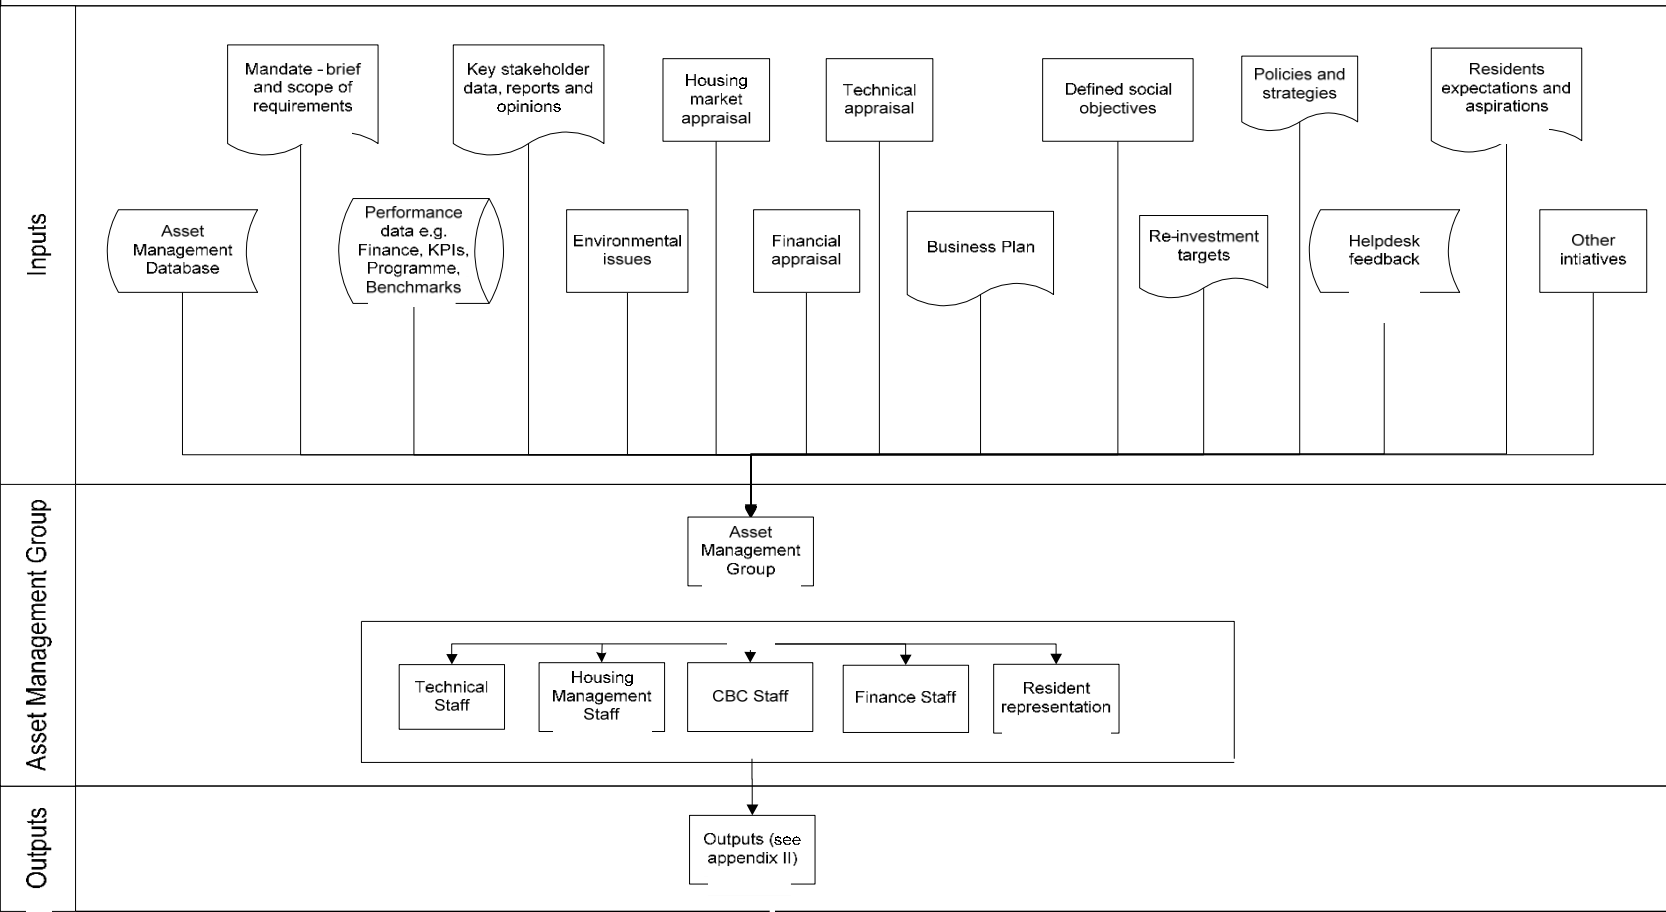 Inputs
Mandate - brief
and scope of
requirements
Key stakeholder
data, reports and
opinions
Housing
market
appraisal
Technical
appraisal
Defined social
objectives
Policies and
strategies
Residents
expectations and
aspirations
Asset
Management
Database
Performance
data e.g.
Finance, KPIs,
Programme,
Benchmarks
Environmental
issues
Financial
appraisal
Business Plan
Re-investment
targets
Helpdesk
feedback
Other
intiatives
Asset Management Group
Asset
Management
Group
Technical
Staff
Housing
Management
Staff
CBC Staff
Finance Staff
Resident
representation
Outputs
Outputs (see
appendix II)